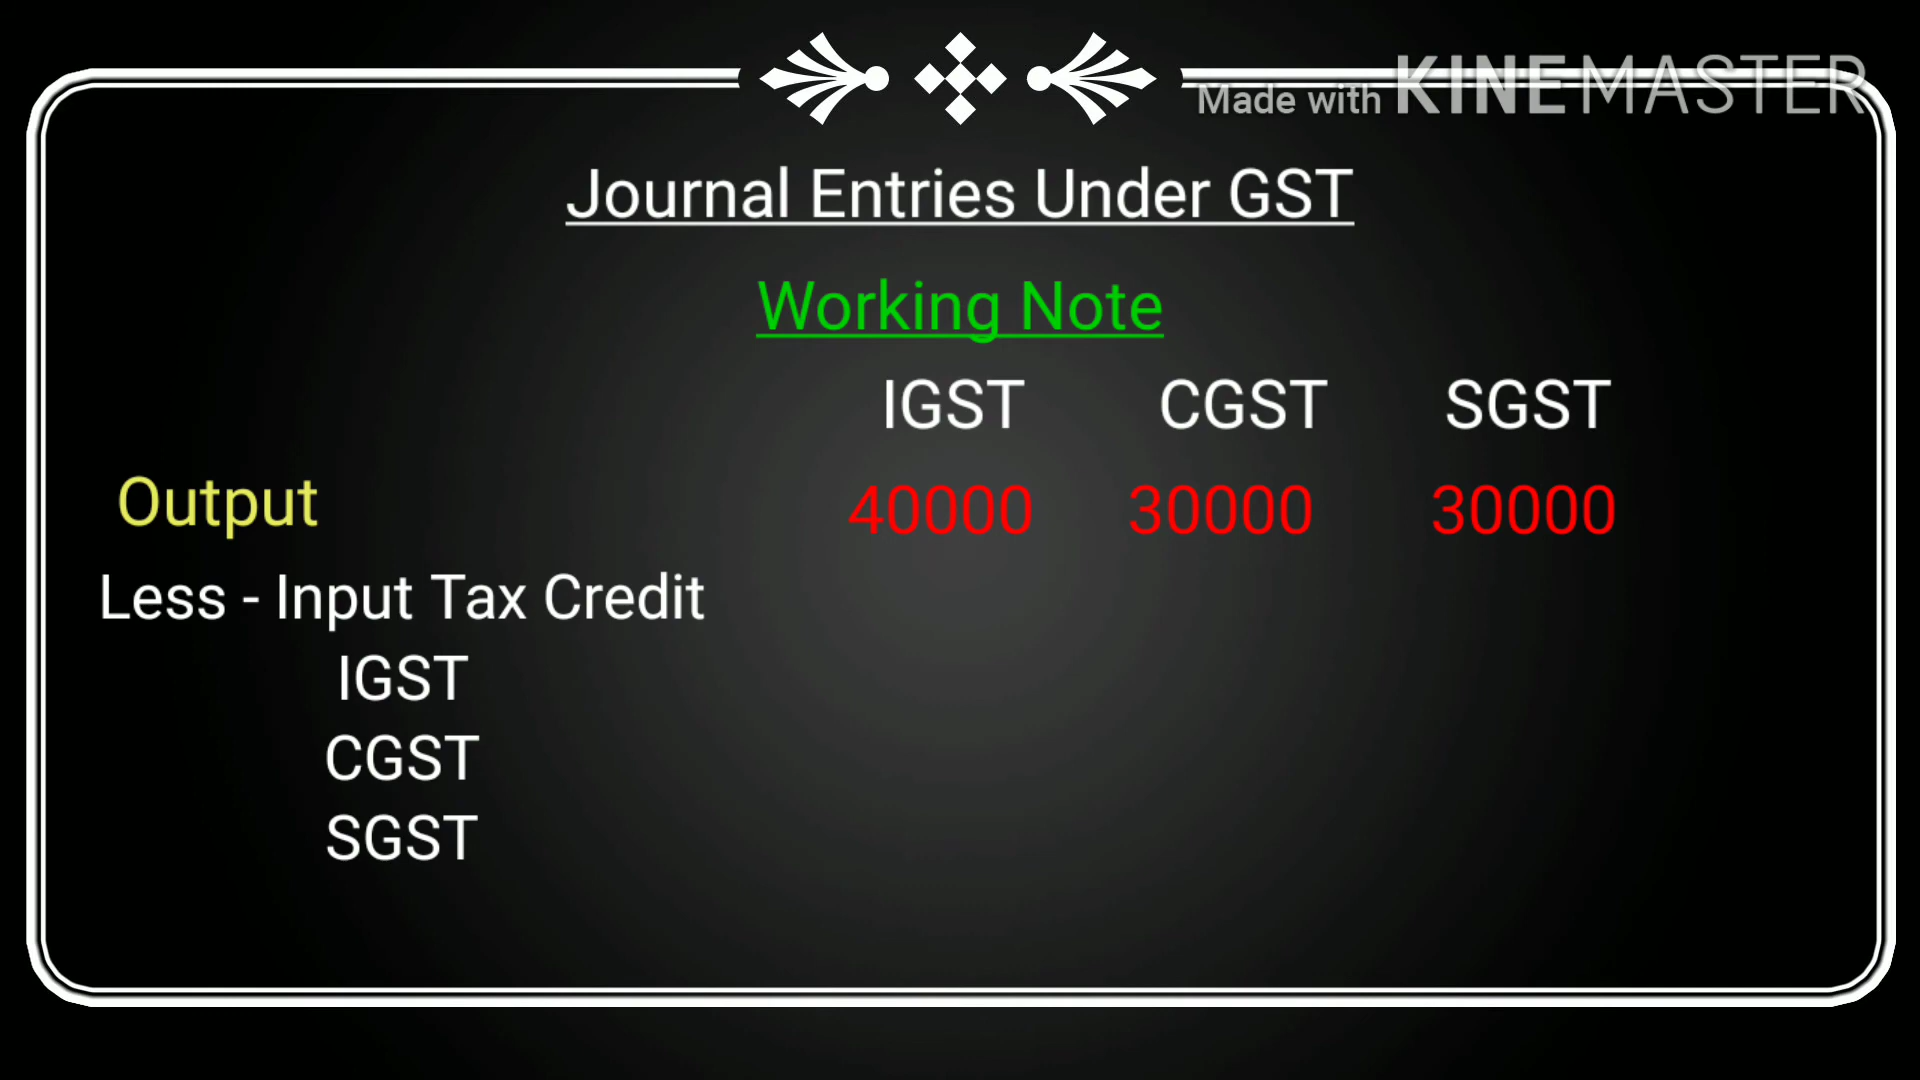 Made with KINEMASTER
Journal Entries Under GST
Working Note
IGST CGST SGST
Output 40000 30000 30000
Less - Input Tax Credit
IGST
CGST
SGST